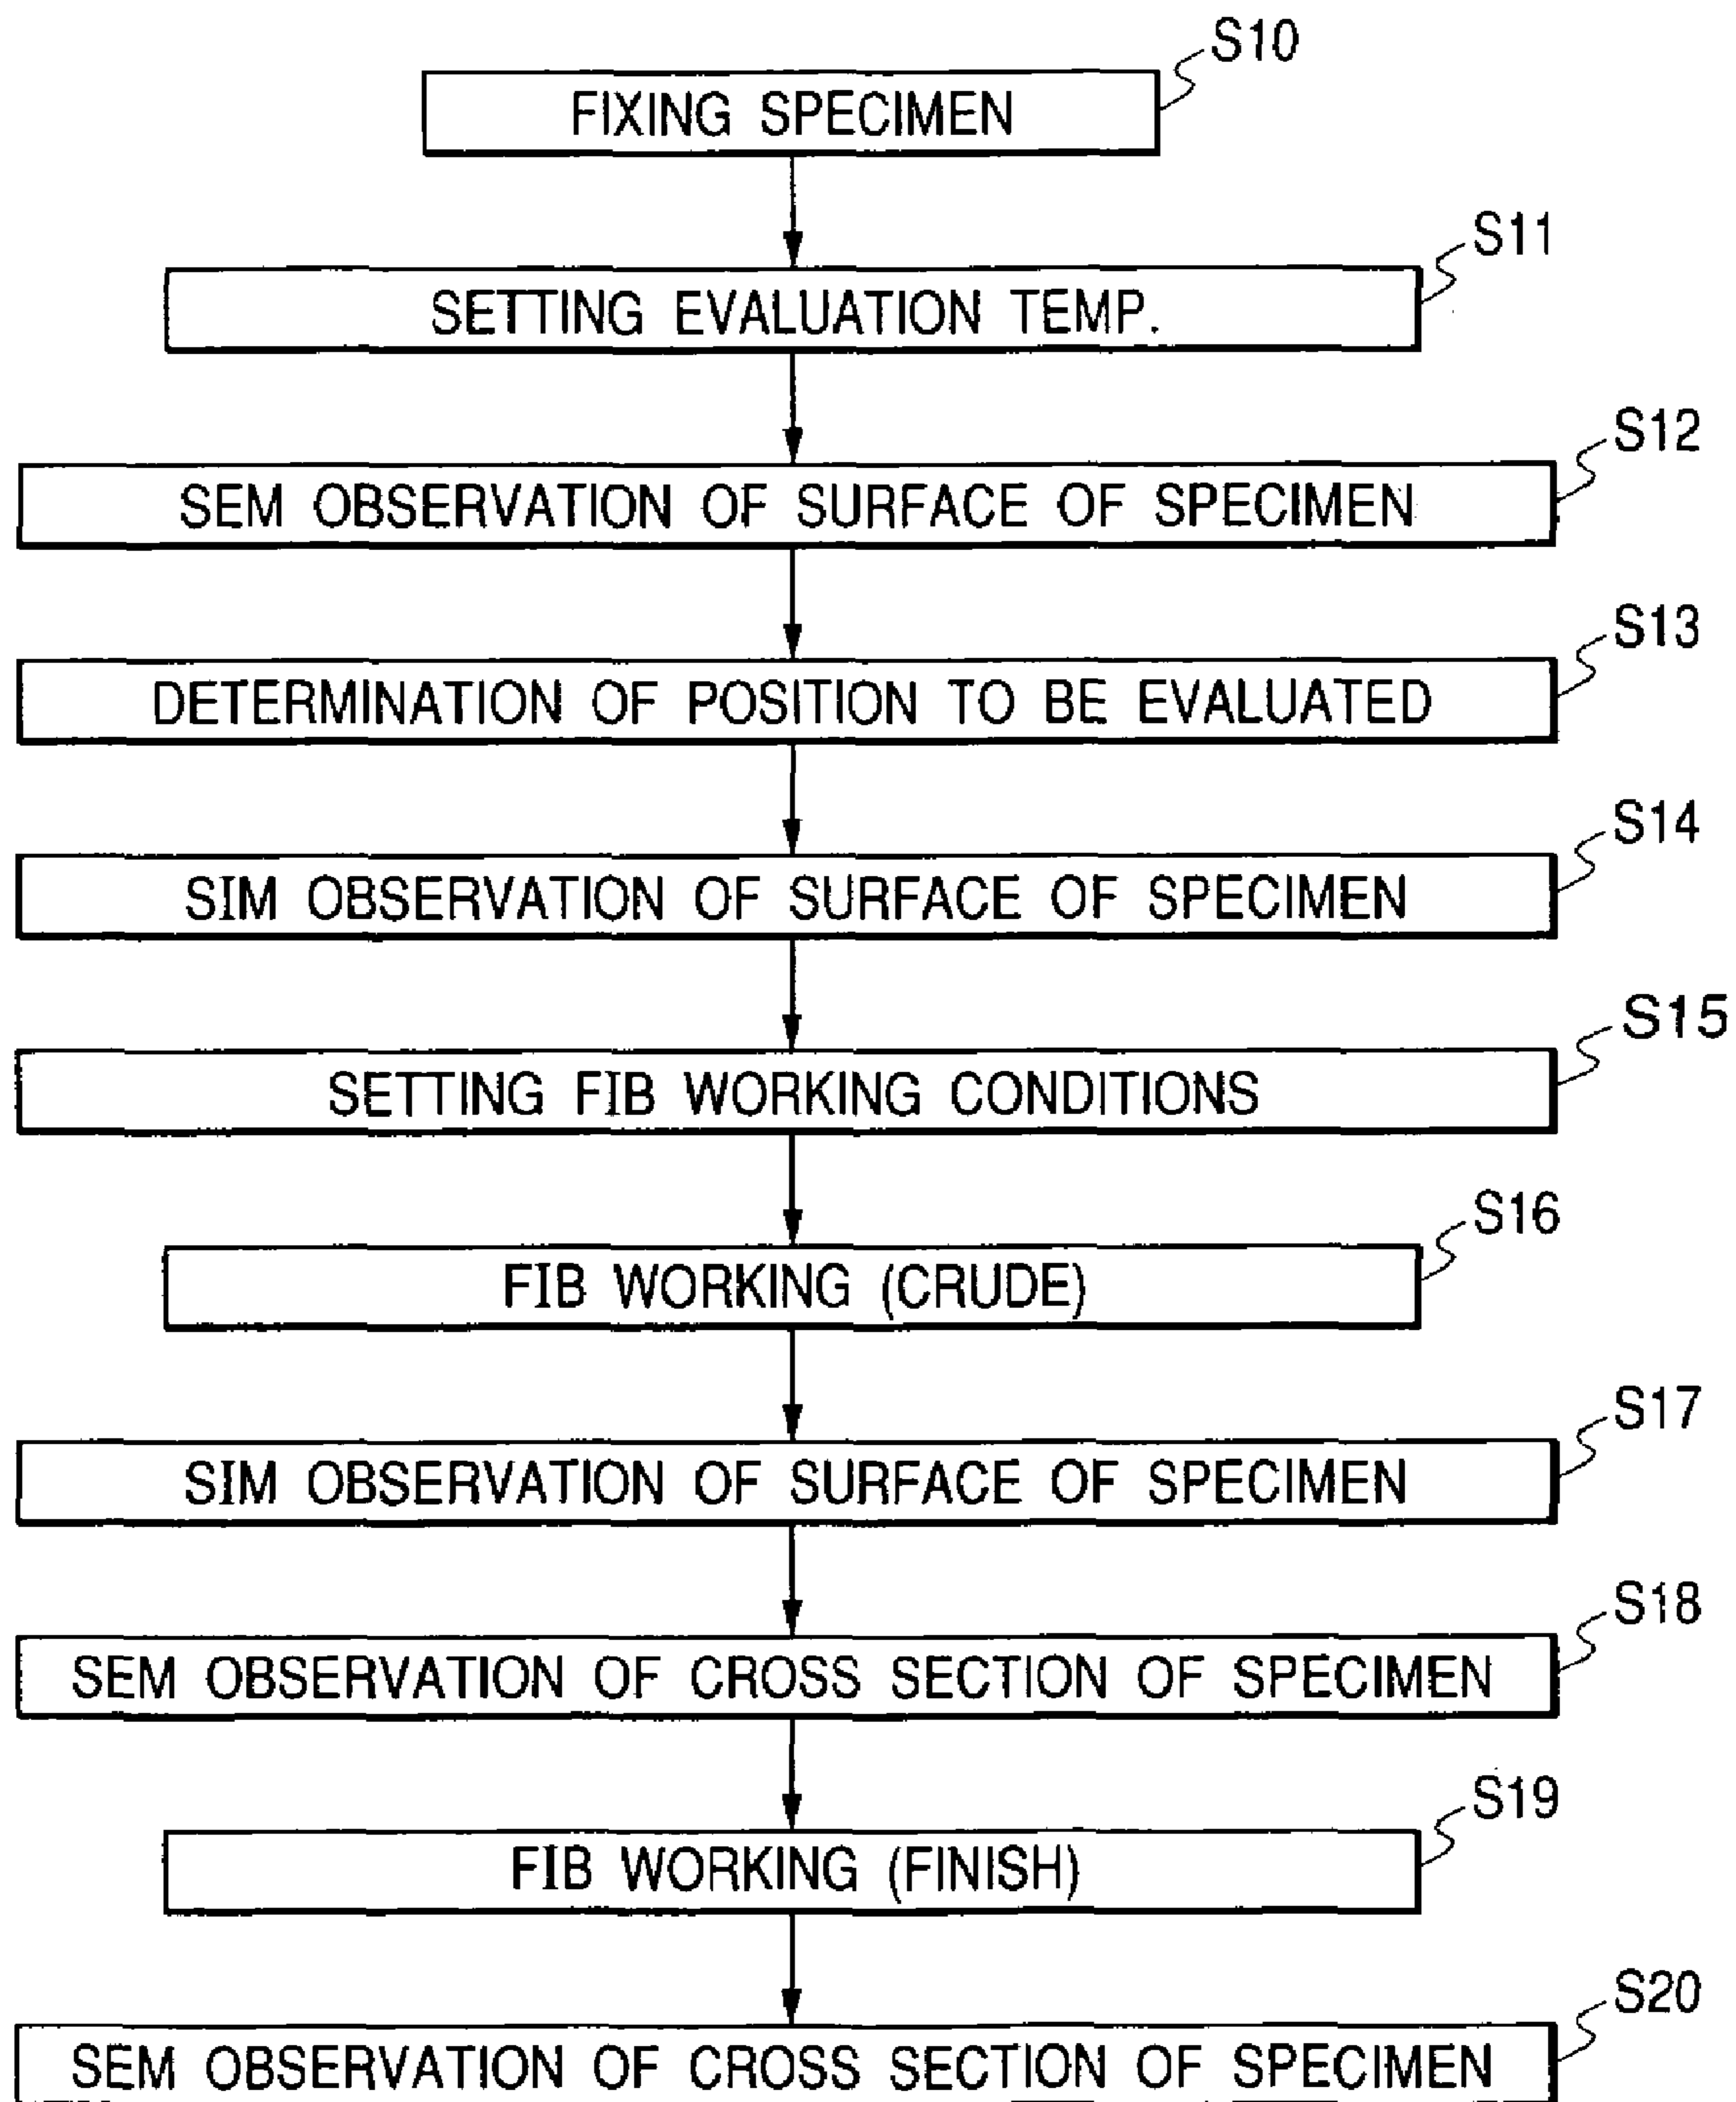 S10
FIXING SPECIMEN
S11
SETTING EVALUATION TEMP.
S12
SEM OBSERVATION OF SURFACE OF SPECIMEN
S13
DETERMINATION OF POSITION TO BE EVALUATED
S14
SIM OBSERVATION OF SURFACE OF SPECIMEN
S15
SETTING FIB WORKING CONDITIONS
S16
FIB WORKING (CRUDE)
S17
SIM OBSERVATION OF SURFACE OF SPECIMEN
S18
SEM OBSERVATION OF CROSS SECTION OF SPECIMEN
S19
FIB WORKING (FINISH)
S20
SEM OBSERVATION OF CROSS SECTION OF SPECIMEN